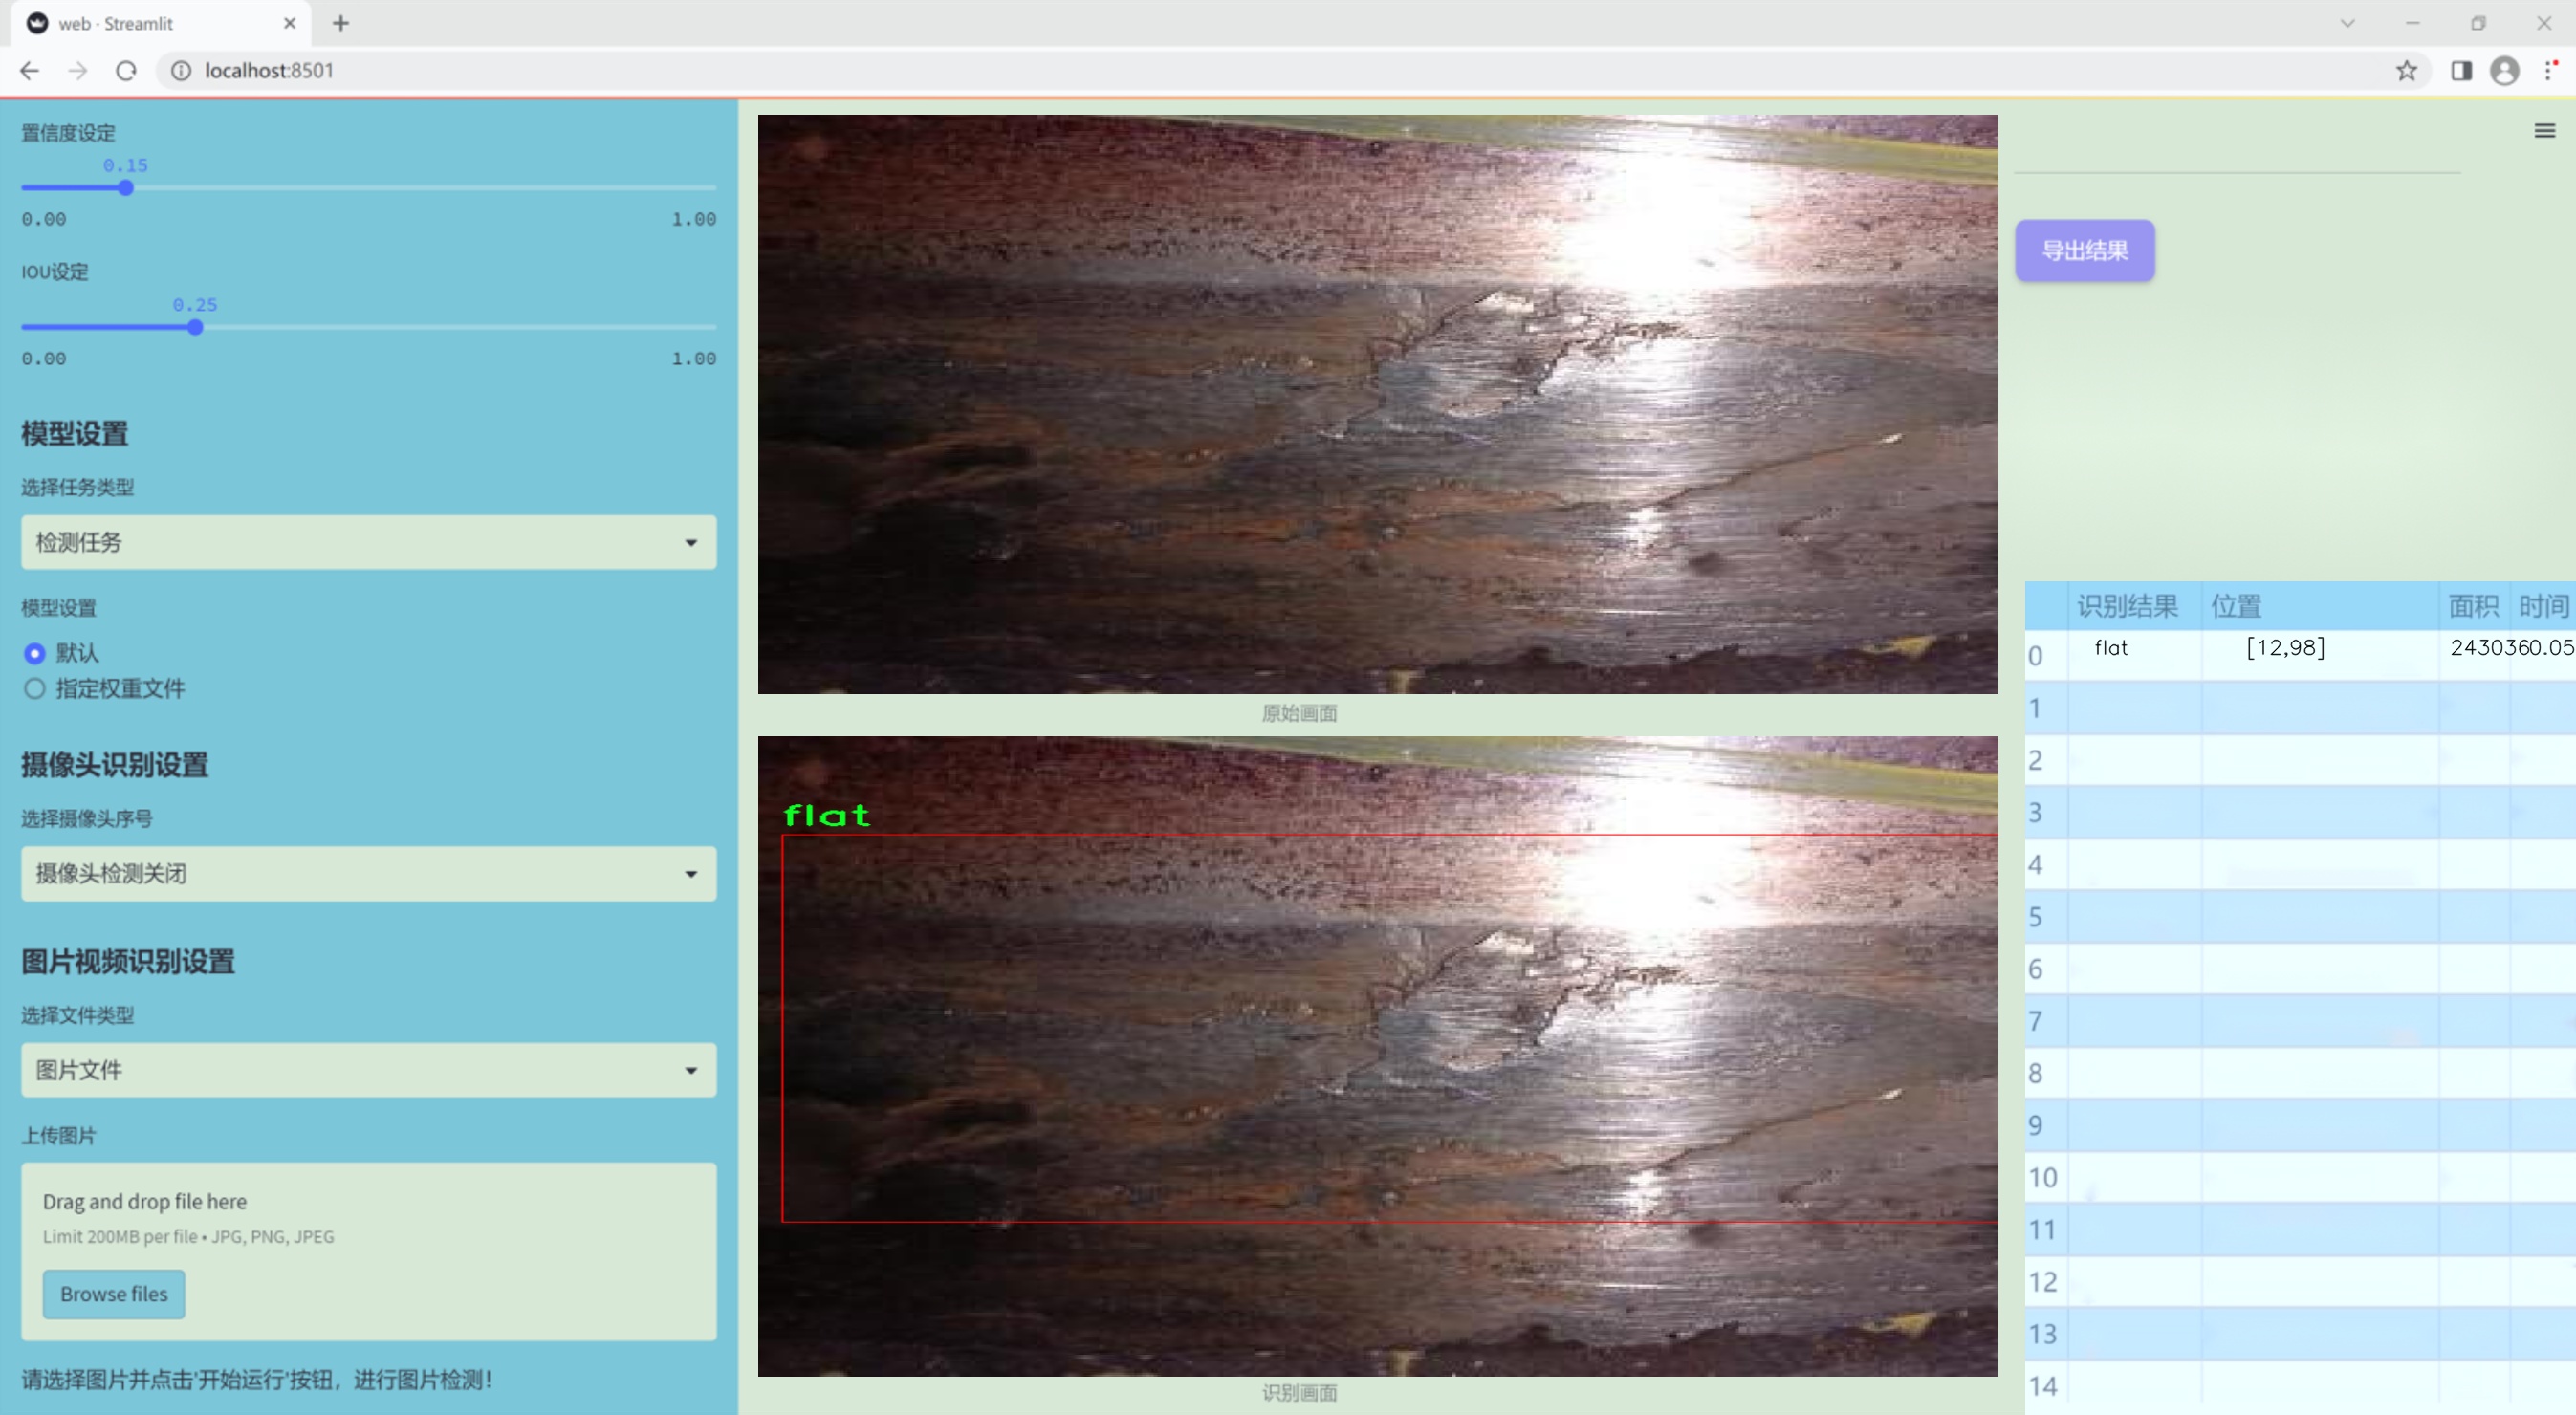 web · Streamlit
localhost:8501
置信度设定
0.15
0.00 1.00
IOU设定
0.25
0.00 1.00
模型设置
选择任务类型
检测任务
模型设置
默认
指定权重文件
摄像头识别设置
选择摄像头序号
摄像头检测关闭
图片视频识别设置
选择文件类型
图片文件
上传图片
Drag and drop file here
Limit 200MB per file • JPG, PNG, JPEG
Browse files
请选择图片并点击'开始运行'按钮，进行图片检测！
原始画面
flat
识别画面
导出结果
识别结果 位置 面积 时间
0 flat [12,98] 2430360.05
1
2
3
4
5
6
7
8
9
10
11
12
13
14